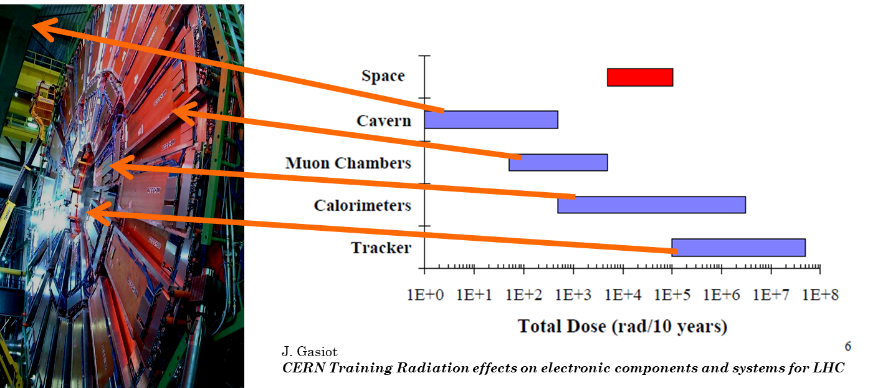 Space
Cavern
Muon Chambers
Calorimeters
Tracker
1E+0 1E+1 1E+2 1E+3 1E+4 1E+5 1E+6 1E+7 1E+8
Total Dose (rad/10 years)
6
J. Gasiot
CERN Training Radiation effects on electronic components and systems for LHC